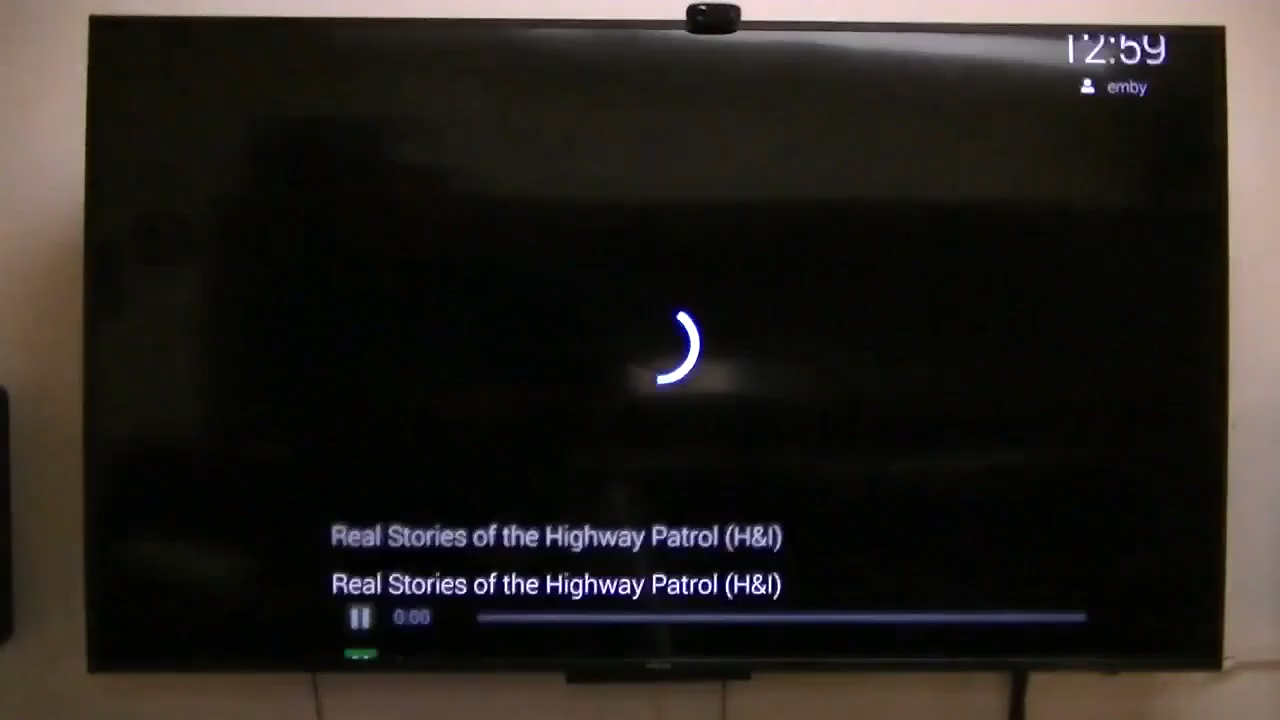 12:59
emby
Real Stories of the Highway Patrol (H&I)
Real Stories of the Highway Patrol (H&I)
0:00